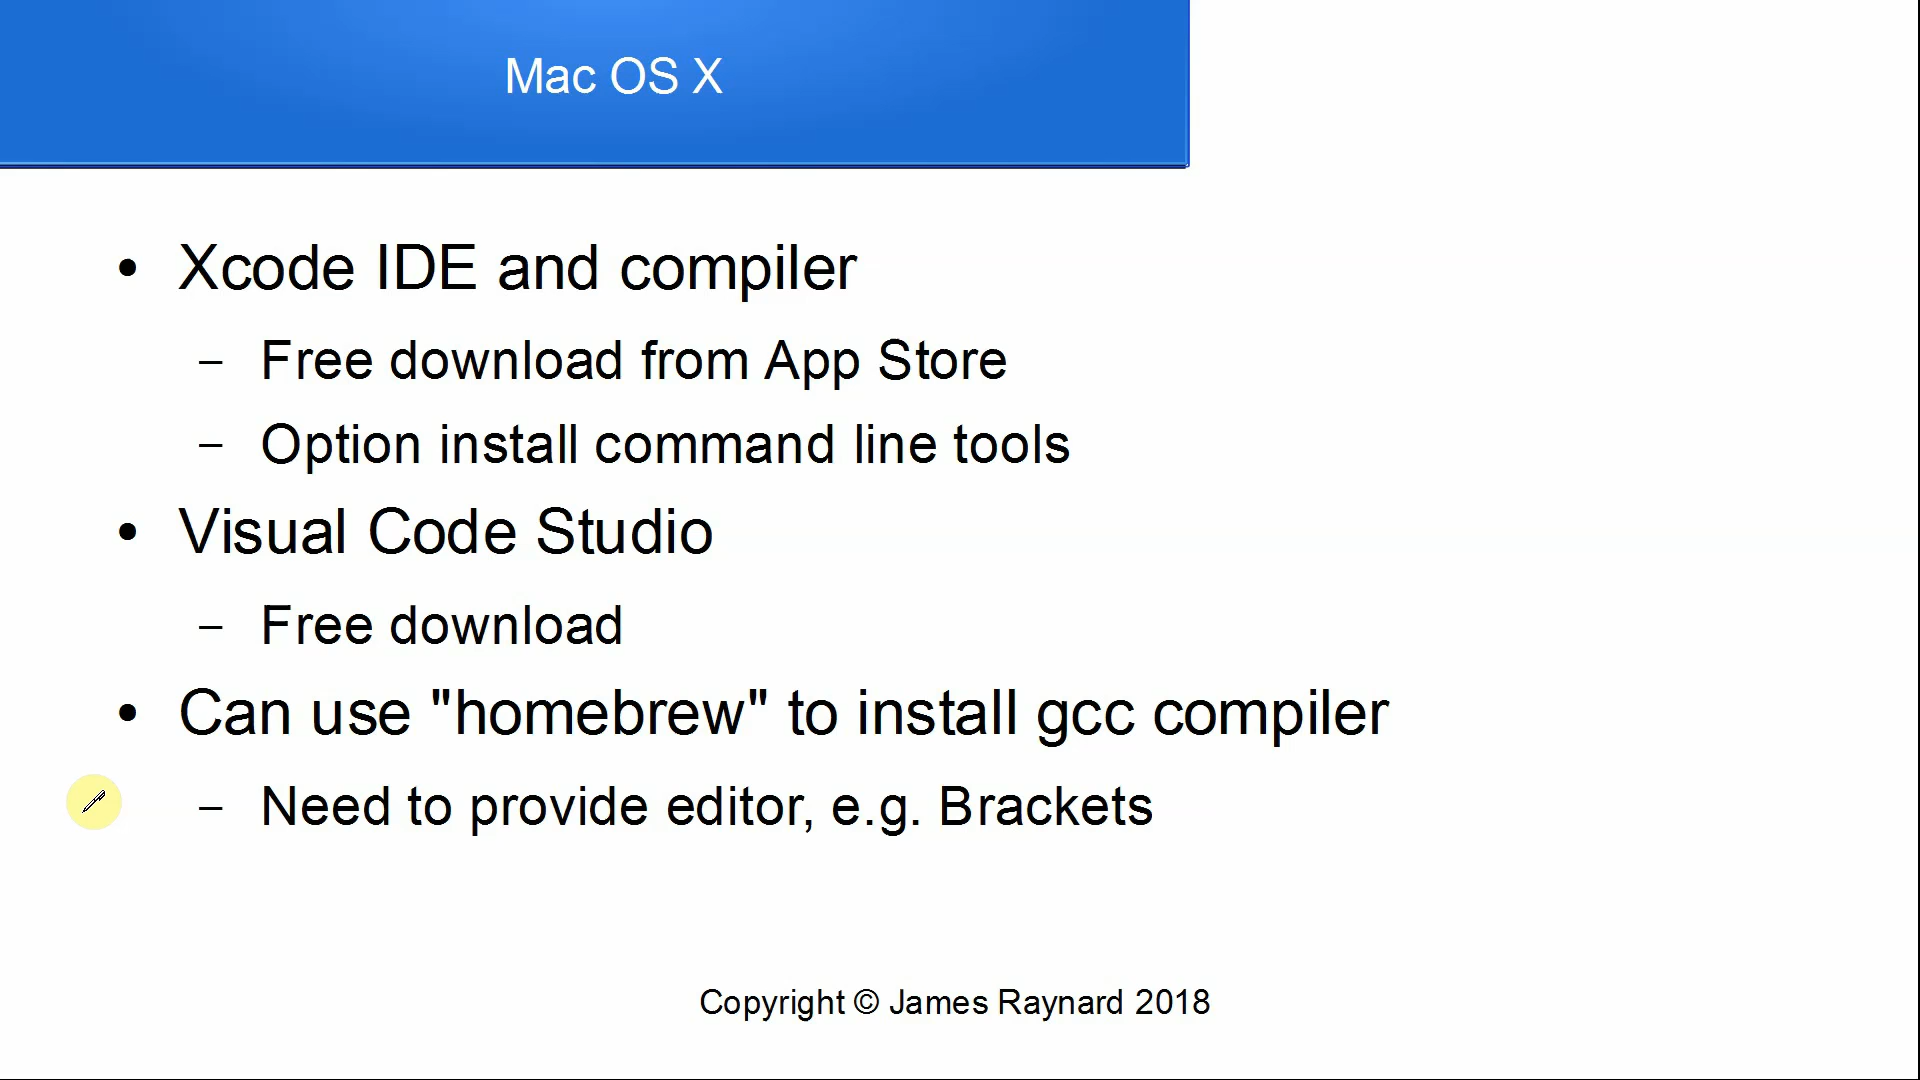 Mac OS X
• Xcode IDE and compiler
– Free download from App Store
– Option install command line tools
• Visual Code Studio
– Free download
• Can use "homebrew" to install gcc compiler
– Need to provide editor, e.g. Brackets
Copyright © James Raynard 2018